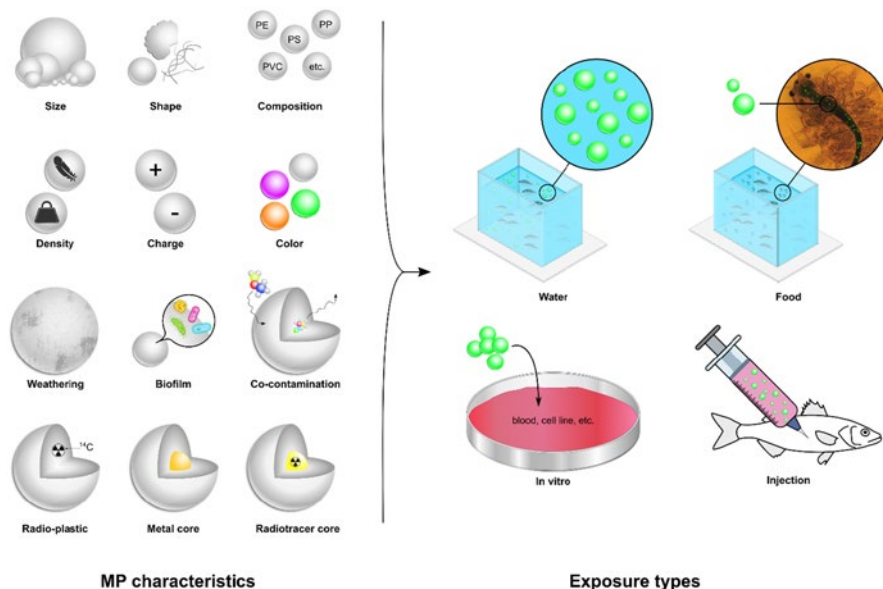 PE
PP
PS
PVC
etc.
Size
Shape
Composition
+
-
Density
Charge
Color
Weathering
Biofilm
Co-contamination
¹⁴C
Radio-plastic
Metal core
Radiotracer core
MP characteristics
Water
Food
blood, cell line, etc.
In vitro
Injection
Exposure types